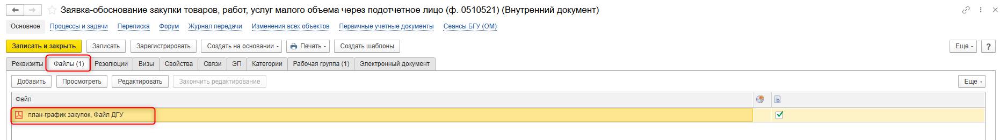 Заявка-обоснование закупки товаров, работ, услуг малого объема через подотчетное лицо (ф. 0510521) (Внутренний документ)
Основное Процессы и задачи Переписка Форум Журнал передачи Изменения всех объектов Первичные учетные документы Сеансы БГУ (ОМ)
Записать и закрыть Записать Зарегистрировать Создать на основании Печать Создать шаблоны Еще ?
Реквизиты Файлы (1) Резолюции Визы Свойства Связи ЭП Категории Рабочая группа (1) Электронный документ
Добавить Просмотреть Редактировать Закончить редактирование Еще
Файл
план-график закупок, Файл ДГУ